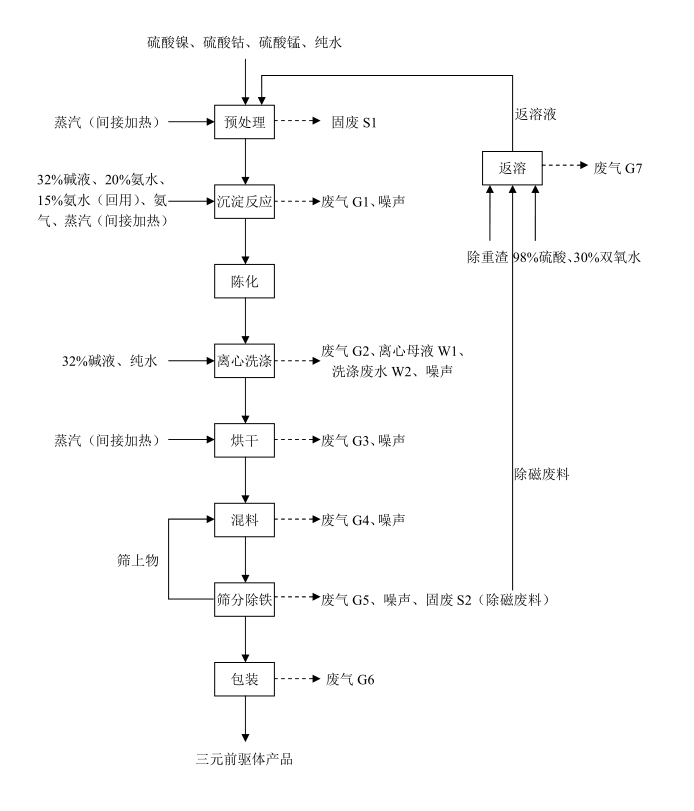 硫酸镍、硫酸钴、硫酸锰、纯水
返溶液
蒸汽（间接加热）
预处理
固废 S1
返溶
废气 G7
32%碱液、20%氨水、
15%氨水（回用）、氨
气、蒸汽（间接加热）
沉淀反应
废气 G1、噪声
除重渣
98%硫酸、30%双氧水
陈化
32%碱液、纯水
离心洗涤
废气 G2、离心母液 W1、
洗涤废水 W2、噪声
蒸汽（间接加热）
烘干
废气 G3、噪声
除磁废料
混料
废气 G4、噪声
筛上物
筛分除铁
废气 G5、噪声、固废 S2（除磁废料）
包装
废气 G6
三元前驱体产品